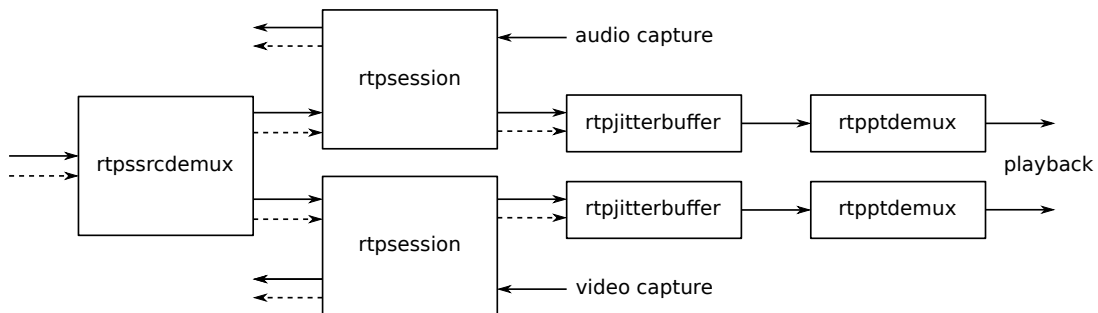 audio capture
rtpsession
rtpjitterbuffer
rtpptdemux
rtpssrcdemux
playback
rtpjitterbuffer
rtpptdemux
rtpsession
video capture